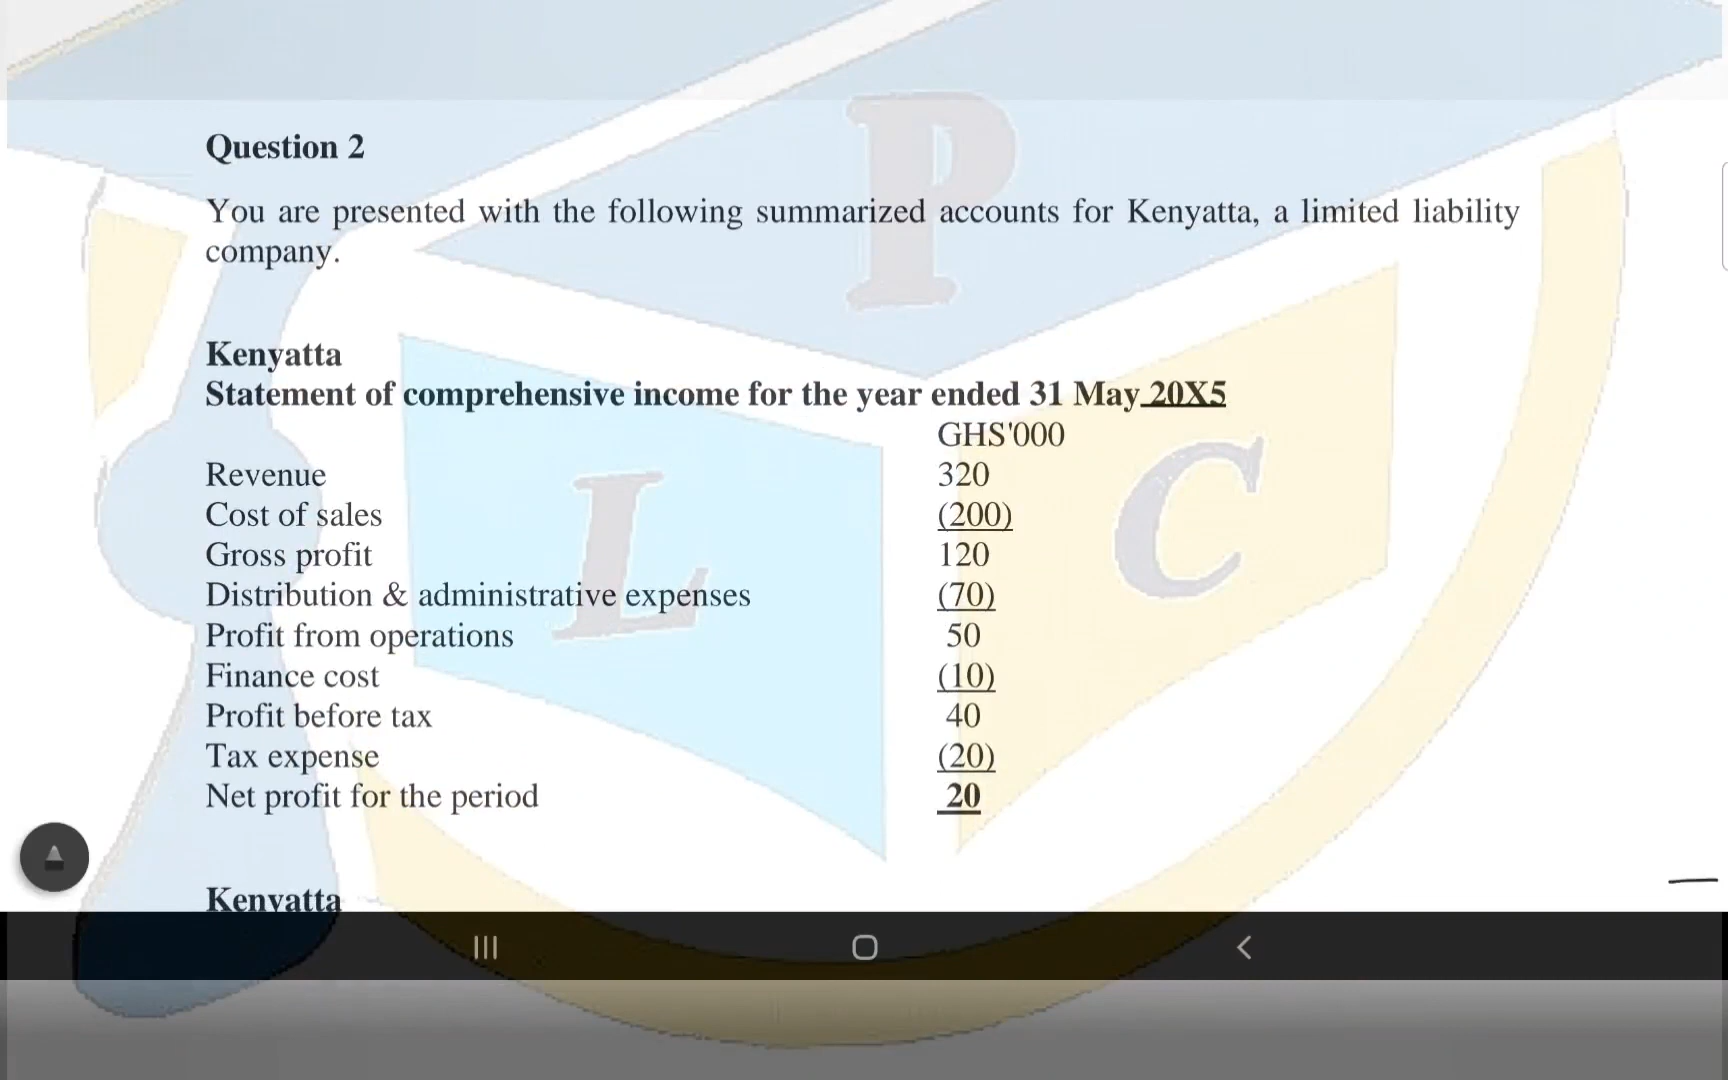 Question 2
You are presented with the following summarized accounts for Kenyatta, a limited liability
company.
Kenyatta
Statement of comprehensive income for the year ended 31 May 20X5
GHS'000
Revenue 320
Cost of sales (200)
Gross profit 120
Distribution & administrative expenses (70)
Profit from operations 50
Finance cost (10)
Profit before tax 40
Tax expense (20)
Net profit for the period 20
Kenyatta
P
L
C